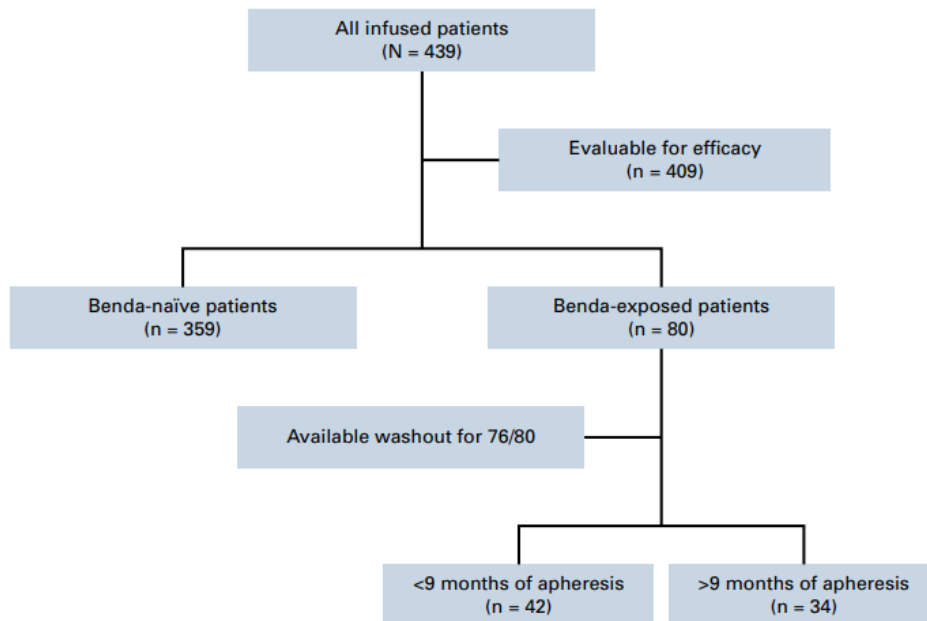 All infused patients
(N = 439)
Evaluable for efficacy
(n = 409)
Benda-naïve patients
(n = 359)
Benda-exposed patients
(n = 80)
Available washout for 76/80
<9 months of apheresis
(n = 42)
>9 months of apheresis
(n = 34)